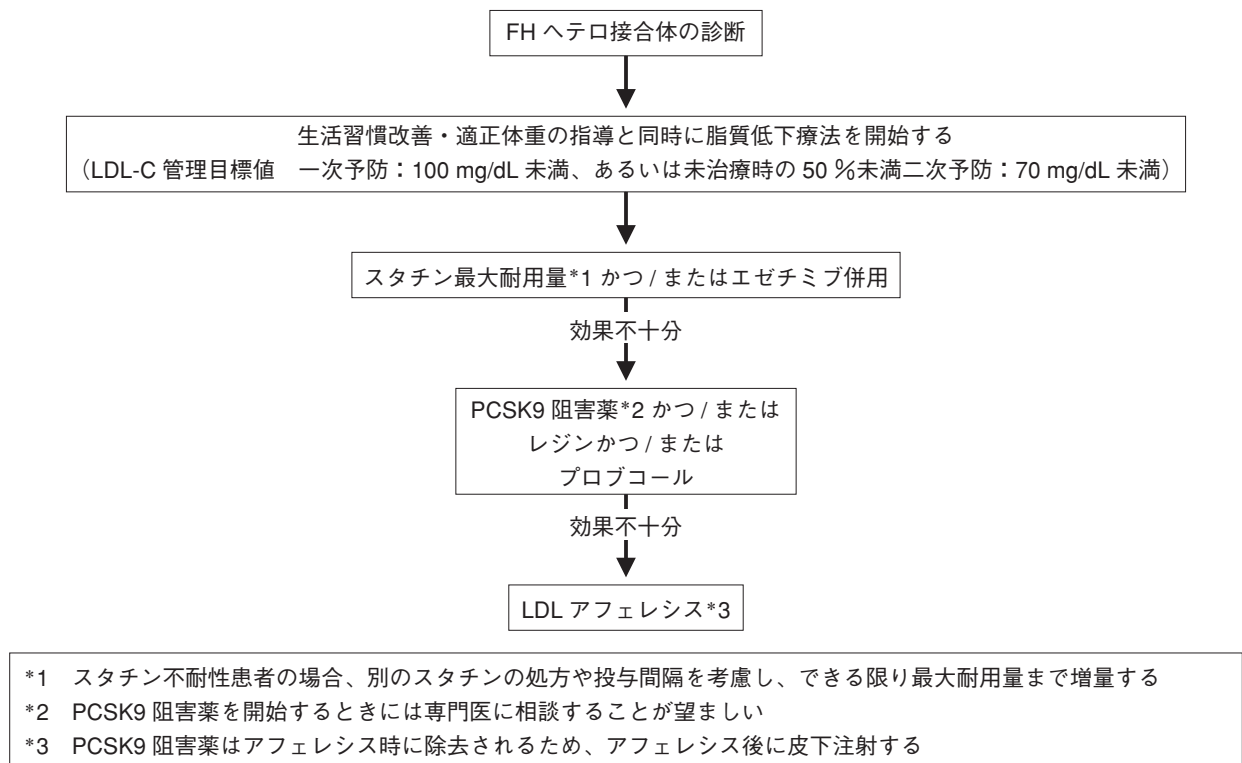 FH ヘテロ接合体の診断
生活習慣改善・適正体重の指導と同時に脂質低下療法を開始する
（LDL-C 管理目標値　一次予防：100 mg/dL 未満、あるいは未治療時の 50 %未満二次予防：70 mg/dL 未満）
スタチン最大耐用量*1 かつ / またはエゼチミブ併用
効果不十分
PCSK9 阻害薬*2 かつ / または
レジンかつ / または
プロブコール
効果不十分
LDL アフェレシス*3
*1　スタチン不耐性患者の場合、別のスタチンの処方や投与間隔を考慮し、できる限り最大耐用量まで増量する
*2　PCSK9 阻害薬を開始するときには専門医に相談することが望ましい
*3　PCSK9 阻害薬はアフェレシス時に除去されるため、アフェレシス後に皮下注射する